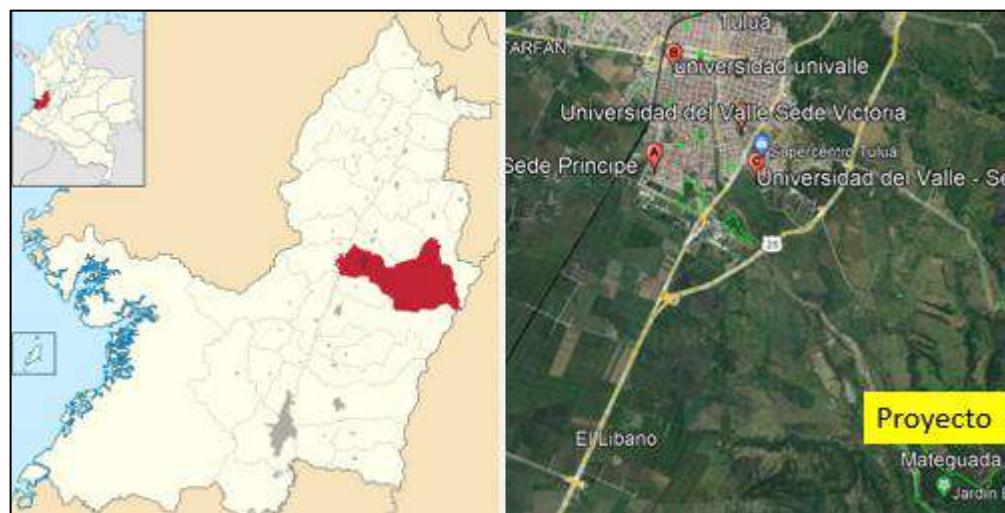 Tuluá
TARFAN
B
universidad univalle
Universidad del Valle Sede Victoria
A
Supercentro Tuluá
Sede Principe
C
Universidad del Valle - Se
25
El Libano
Proyecto
Mateguada
Jardín B